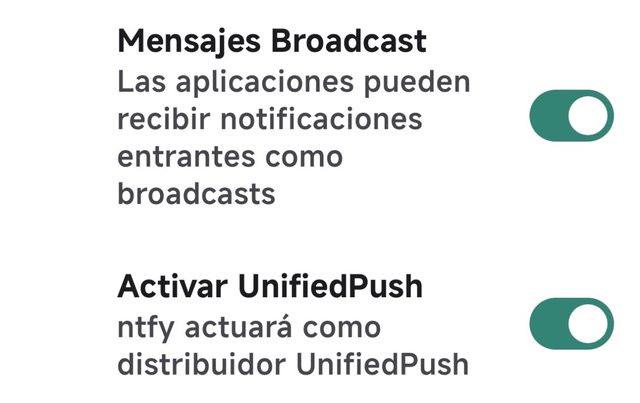 Mensajes Broadcast
Las aplicaciones pueden
recibir notificaciones
entrantes como
broadcasts
Activar UnifiedPush
ntfy actuará como
distribuidor UnifiedPush